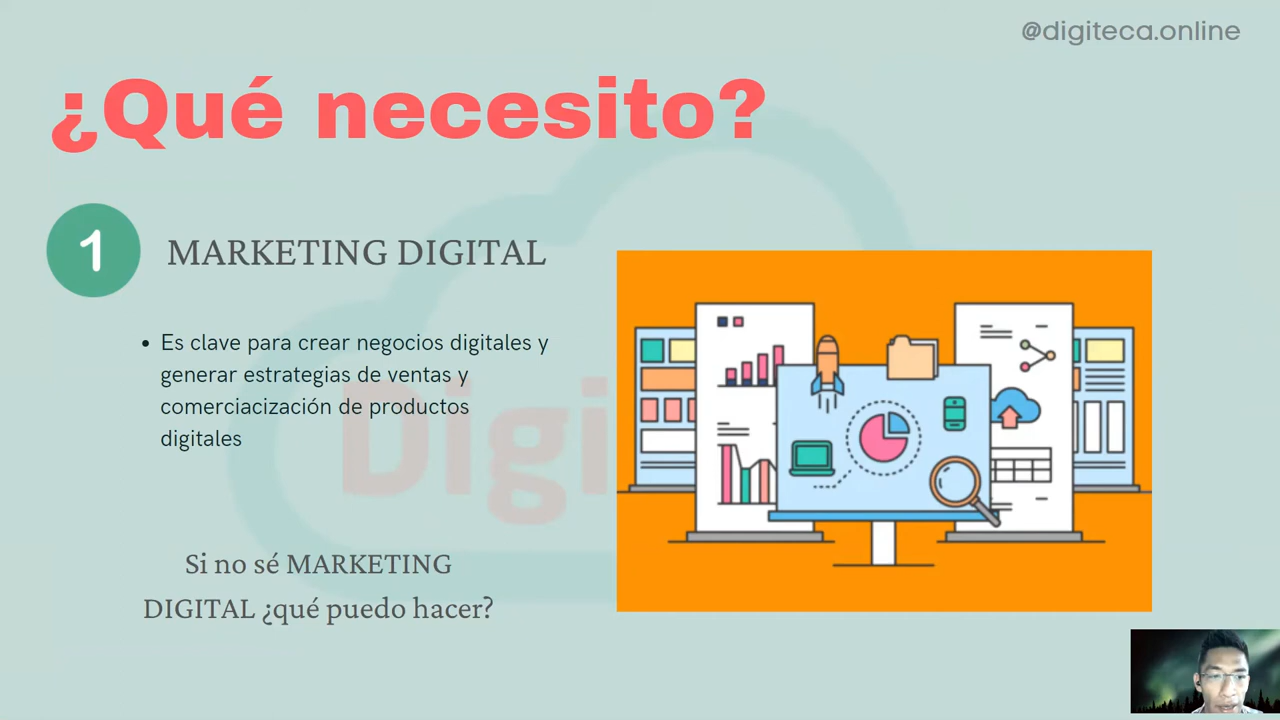 @digiteca.online
¿Qué necesito?
1
MARKETING DIGITAL
• Es clave para crear negocios digitales y
generar estrategias de ventas y
comerciacización de productos
digitales
Digi
Si no sé MARKETING
DIGITAL ¿qué puedo hacer?